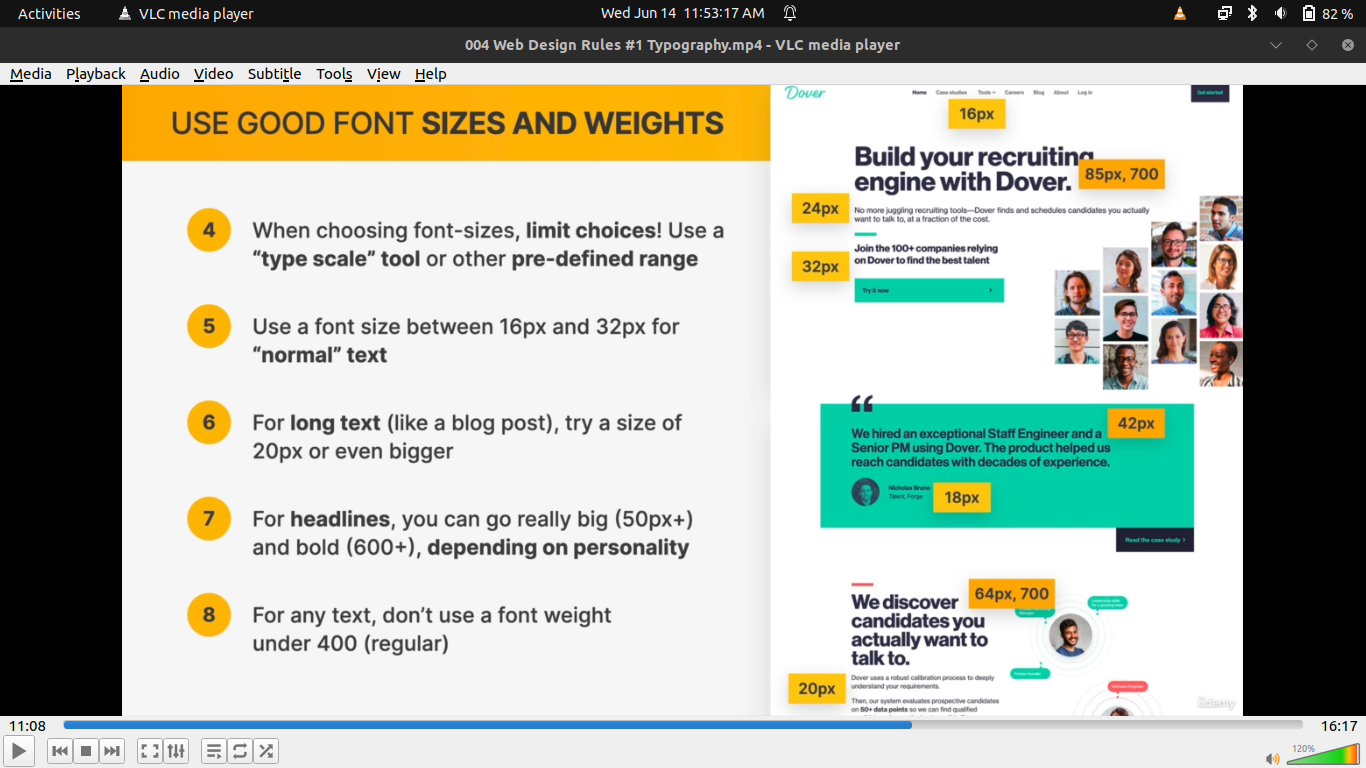 Activities
VLC media player
Wed Jun 14 11:53:17 AM
82 %
004 Web Design Rules #1 Typography.mp4 - VLC media player
Media Playback Audio Video Subtitle Tools View Help
USE GOOD FONT SIZES AND WEIGHTS
4
When choosing font-sizes, limit choices! Use a
“type scale” tool or other pre-defined range
5
Use a font size between 16px and 32px for
“normal” text
6
For long text (like a blog post), try a size of
20px or even bigger
7
For headlines, you can go really big (50px+)
and bold (600+), depending on personality
8
For any text, don’t use a font weight
under 400 (regular)
Dover
Home Case studies Tools Careers Blog About Log in
Get started
16px
Build your recruiting
engine with Dover.
85px, 700
24px
No more juggling recruiting tools—Dover finds and schedules candidates you actually
want to talk to, at a fraction of the cost.
32px
Join the 100+ companies relying
on Dover to find the best talent
Try it now
“
42px
We hired an exceptional Staff Engineer and a
Senior PM using Dover. The product helped us
reach candidates with decades of experience.
Nicholas Bruno
Talent, Forge
18px
Read the case study
64px, 700
We discover
candidates you
actually want to
talk to.
20px
Dover uses a robust calibration process to deeply
understand your requirements.
Then, our system evaluates prospective candidates
on 50+ data points so we can find qualified
Software Engineer
ûdemy
11:08
16:17
120%